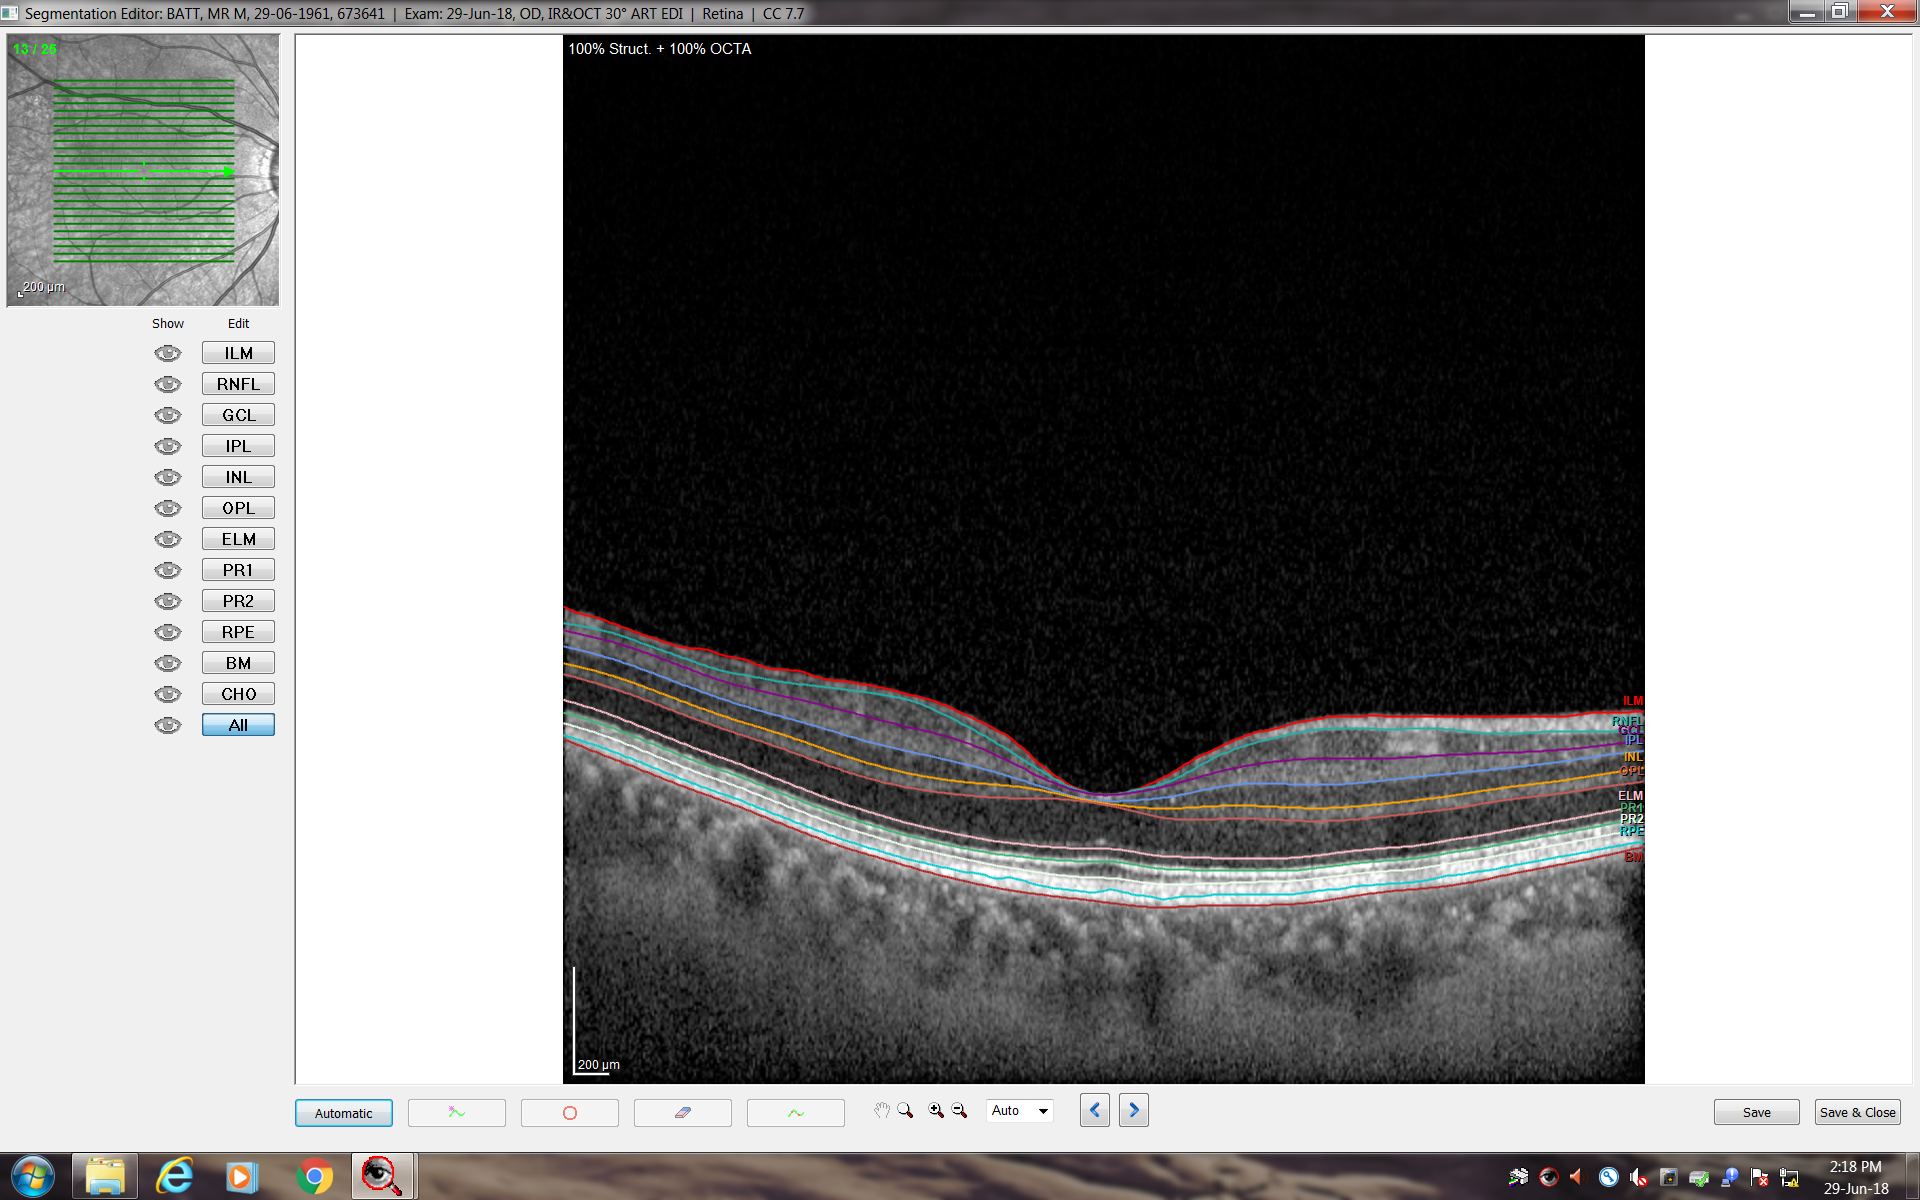 Segmentation Editor: BATT, MR M, 29-06-1961, 673641 | Exam: 29-Jun-18, OD, IR&OCT 30° ART EDI | Retina | CC 7.7
13 / 25
200 µm
Show Edit
ILM
RNFL
GCL
IPL
INL
OPL
ELM
PR1
PR2
RPE
BM
CHO
All
100% Struct. + 100% OCTA
ILM
RNFL
GCL
IPL
INL
OPL
ELM
PR1
PR2
RPE
BM
200 µm
Automatic
Auto
Save
Save & Close
2:18 PM
29-Jun-18